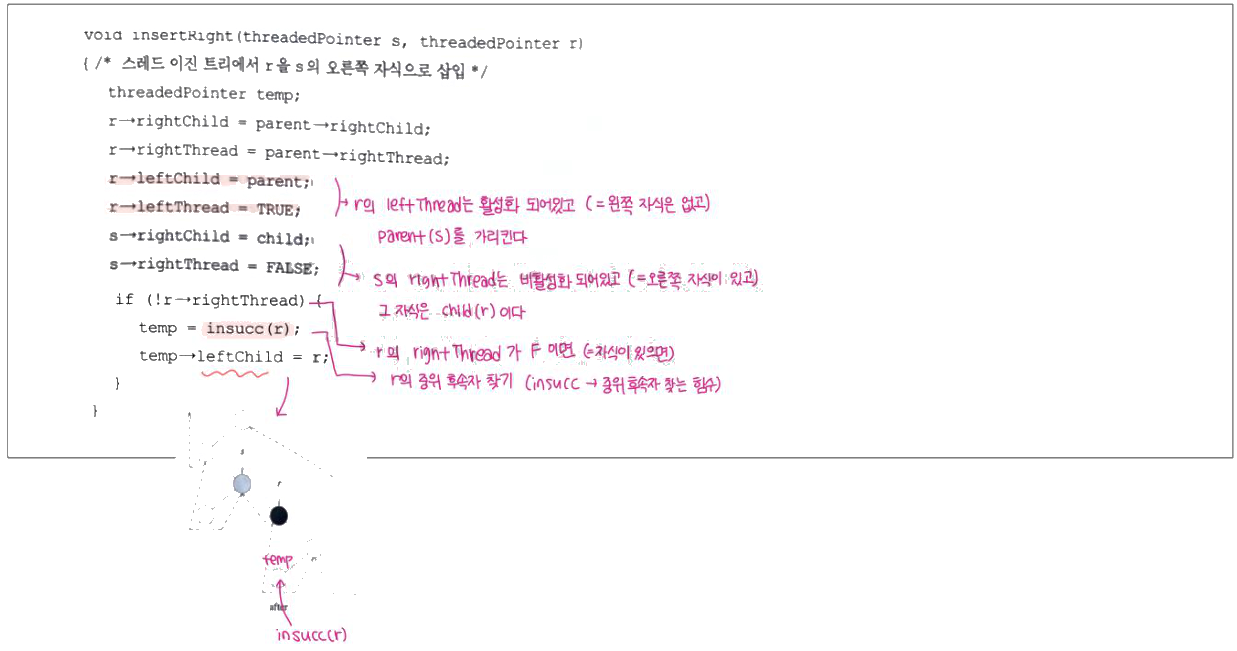 void insertRight(threadedPointer s, threadedPointer r)
{ /* 스레드 이진 트리에서 r을 s의 오른쪽 자식으로 삽입 */
threadedPointer temp;
r→rightChild = parent→rightChild;
r→rightThread = parent→rightThread;
r→leftChild = parent;
r→leftThread = TRUE;
→ r의 leftThread는 활성화 되어있고 (=왼쪽 자식은 없고)
parent(s)를 가리킨다
s→rightChild = child;
s→rightThread = FALSE;
→ s의 rightThread는 비활성화 되어있고 (=오른쪽 자식이 있고)
그 자식은 child(r)이다
if (!r→rightThread) {
→ r의 rightThread가 F이면 (=자식이 있으면)
temp = insucc(r);
→ r의 중위 후속자 찾기 (insucc → 중위후속자 찾는 함수)
temp→leftChild = r;
}
}
s
r
temp
after
insucc(r)